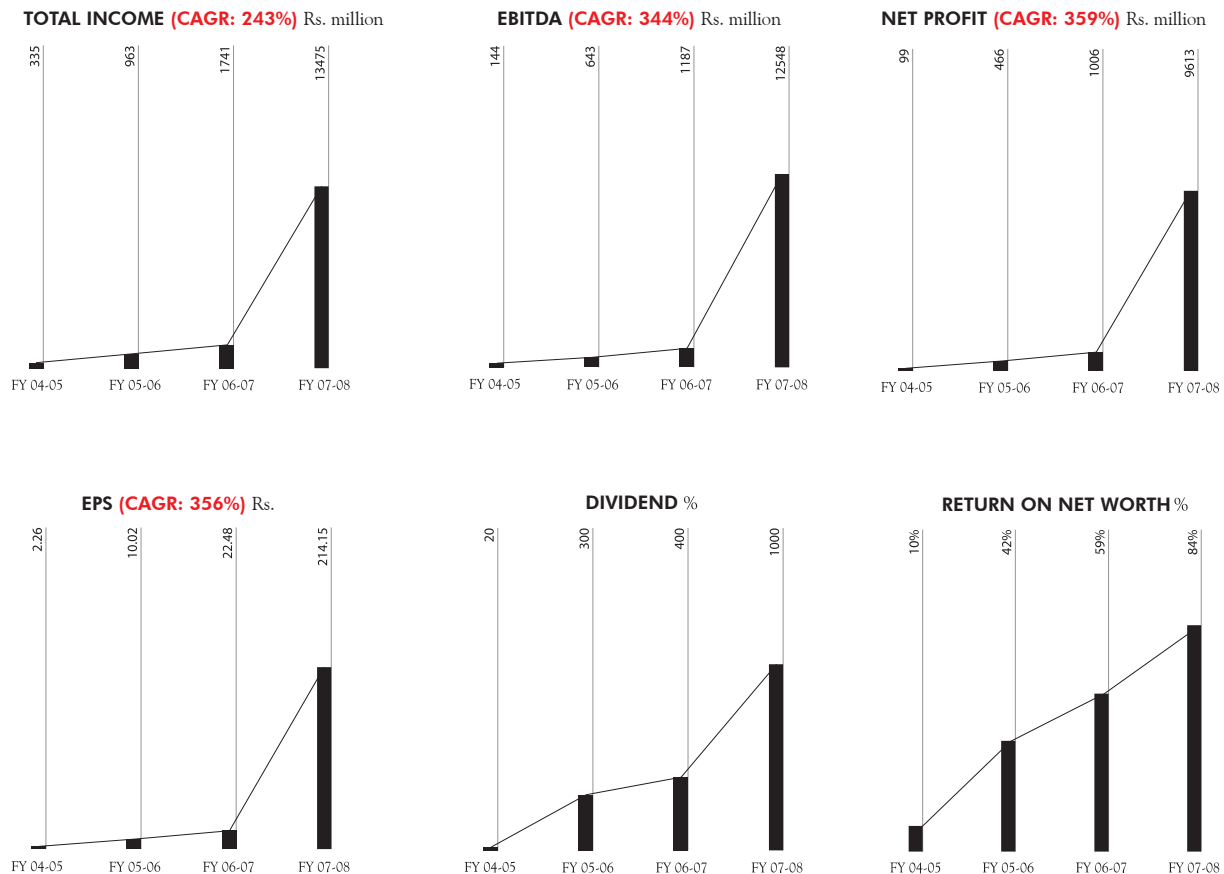 TOTAL INCOME (CAGR: 243%) Rs. million
335
963
1741
13475
FY 04-05
FY 05-06
FY 06-07
FY 07-08
EBITDA (CAGR: 344%) Rs. million
144
643
1187
12548
FY 04-05
FY 05-06
FY 06-07
FY 07-08
NET PROFIT (CAGR: 359%) Rs. million
99
466
1006
9613
FY 04-05
FY 05-06
FY 06-07
FY 07-08
EPS (CAGR: 356%) Rs.
2.26
10.02
22.48
214.15
FY 04-05
FY 05-06
FY 06-07
FY 07-08
DIVIDEND %
20
300
400
1000
FY 04-05
FY 05-06
FY 06-07
FY 07-08
RETURN ON NET WORTH %
10%
42%
59%
84%
FY 04-05
FY 05-06
FY 06-07
FY 07-08